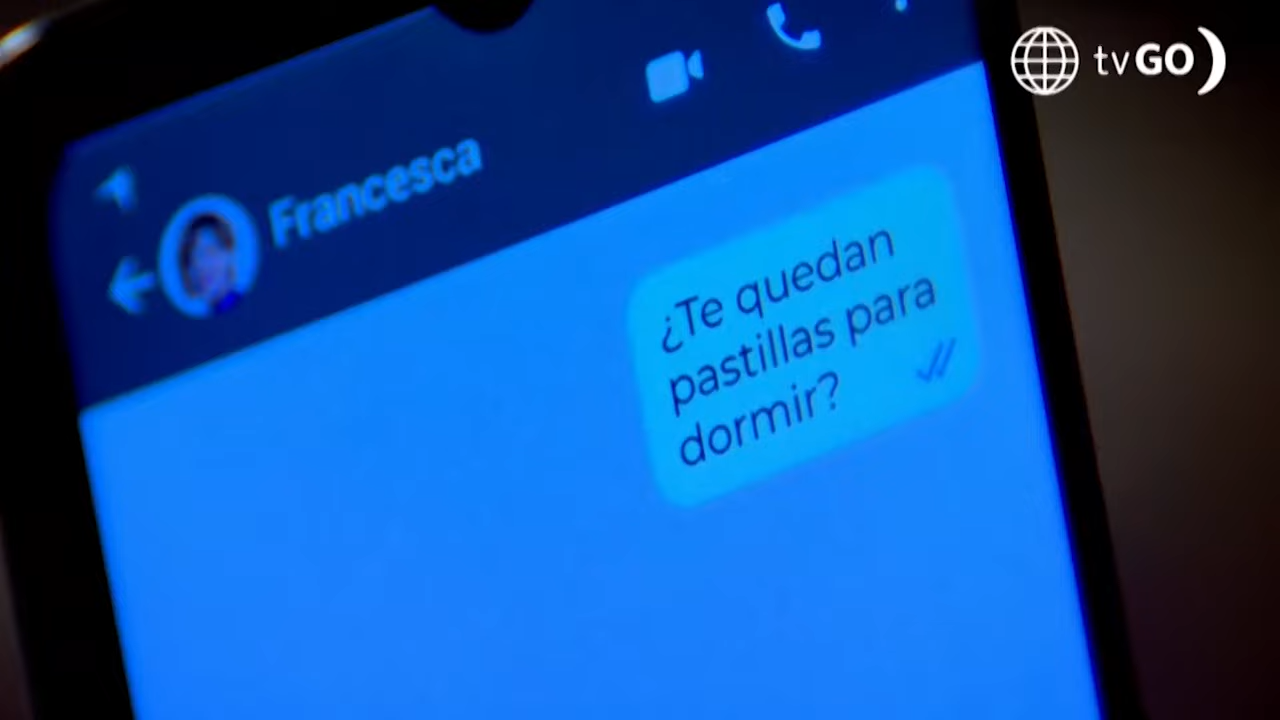 tvGO
Francesca
¿Te quedan
pastillas para
dormir?